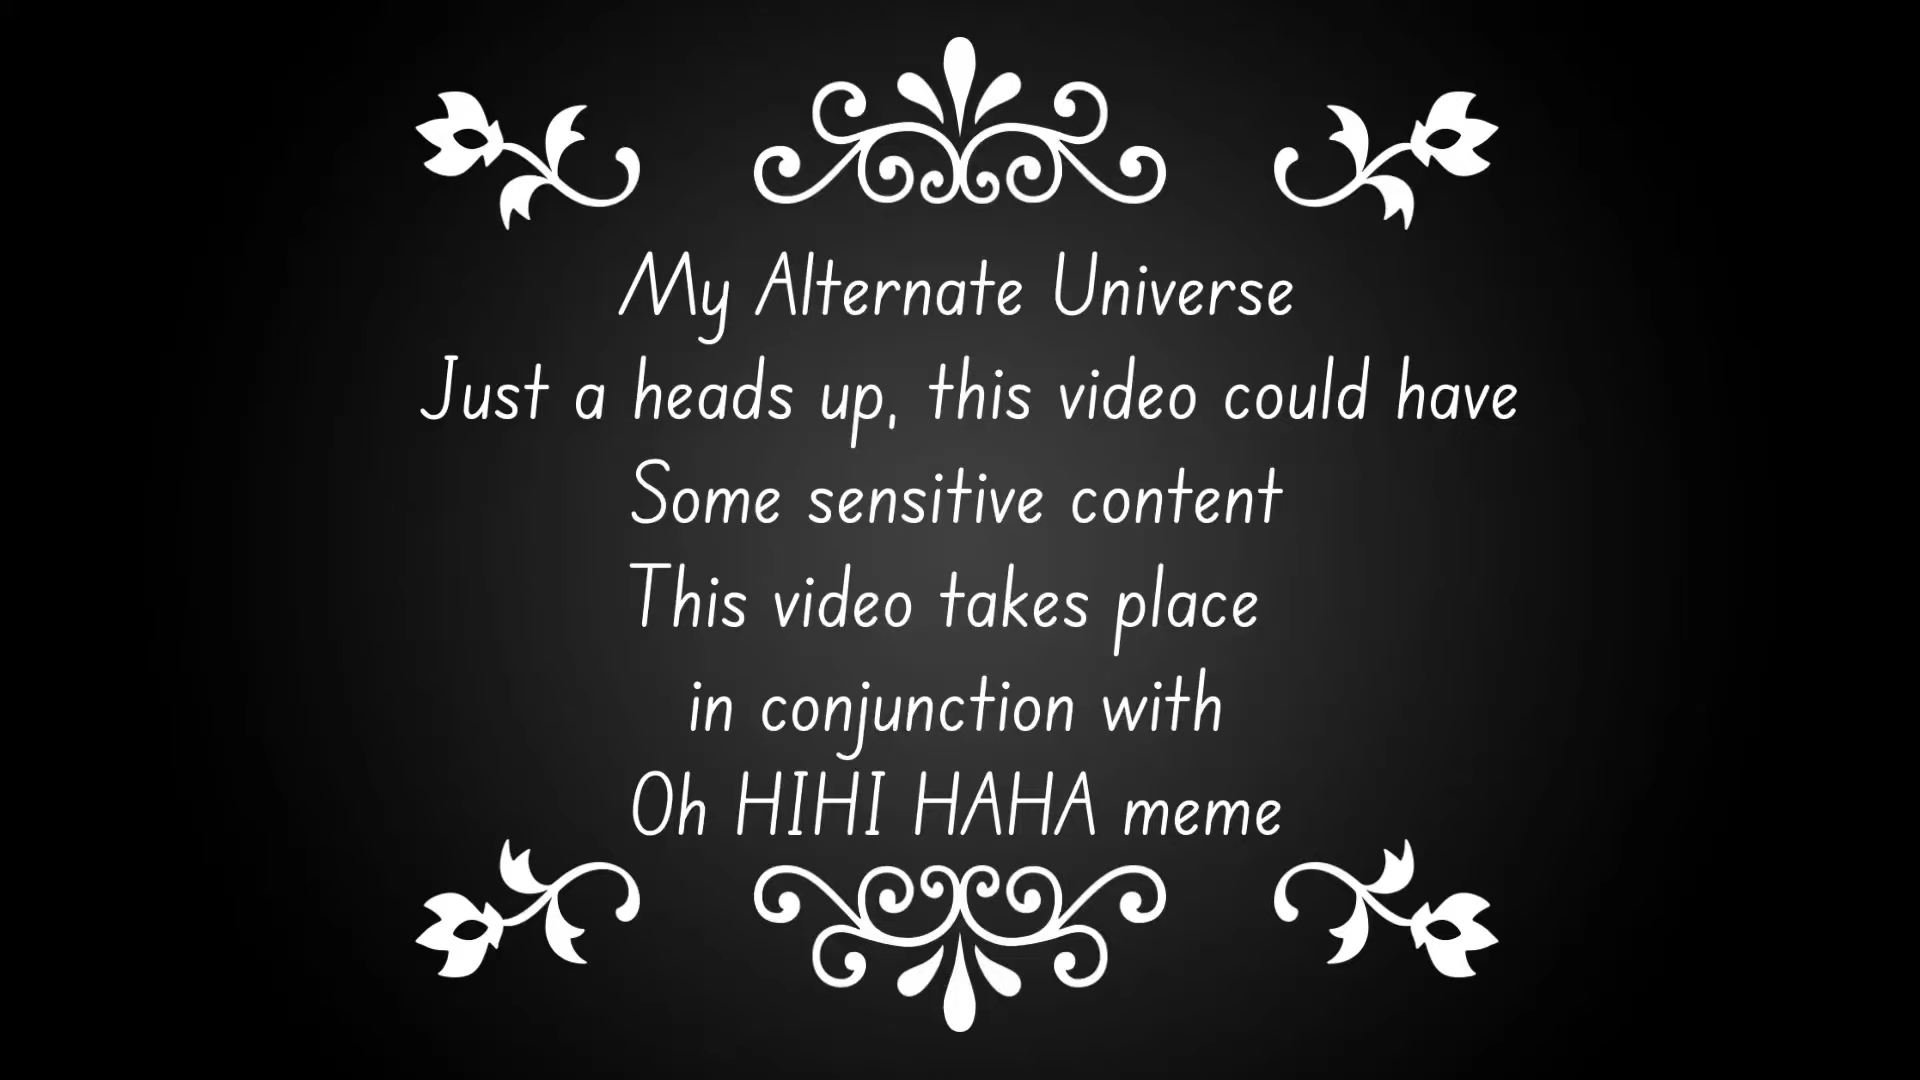 My Alternate Universe
Just a heads up, this video could have
Some sensitive content
This video takes place
in conjunction with
Oh HIHI HAHA meme